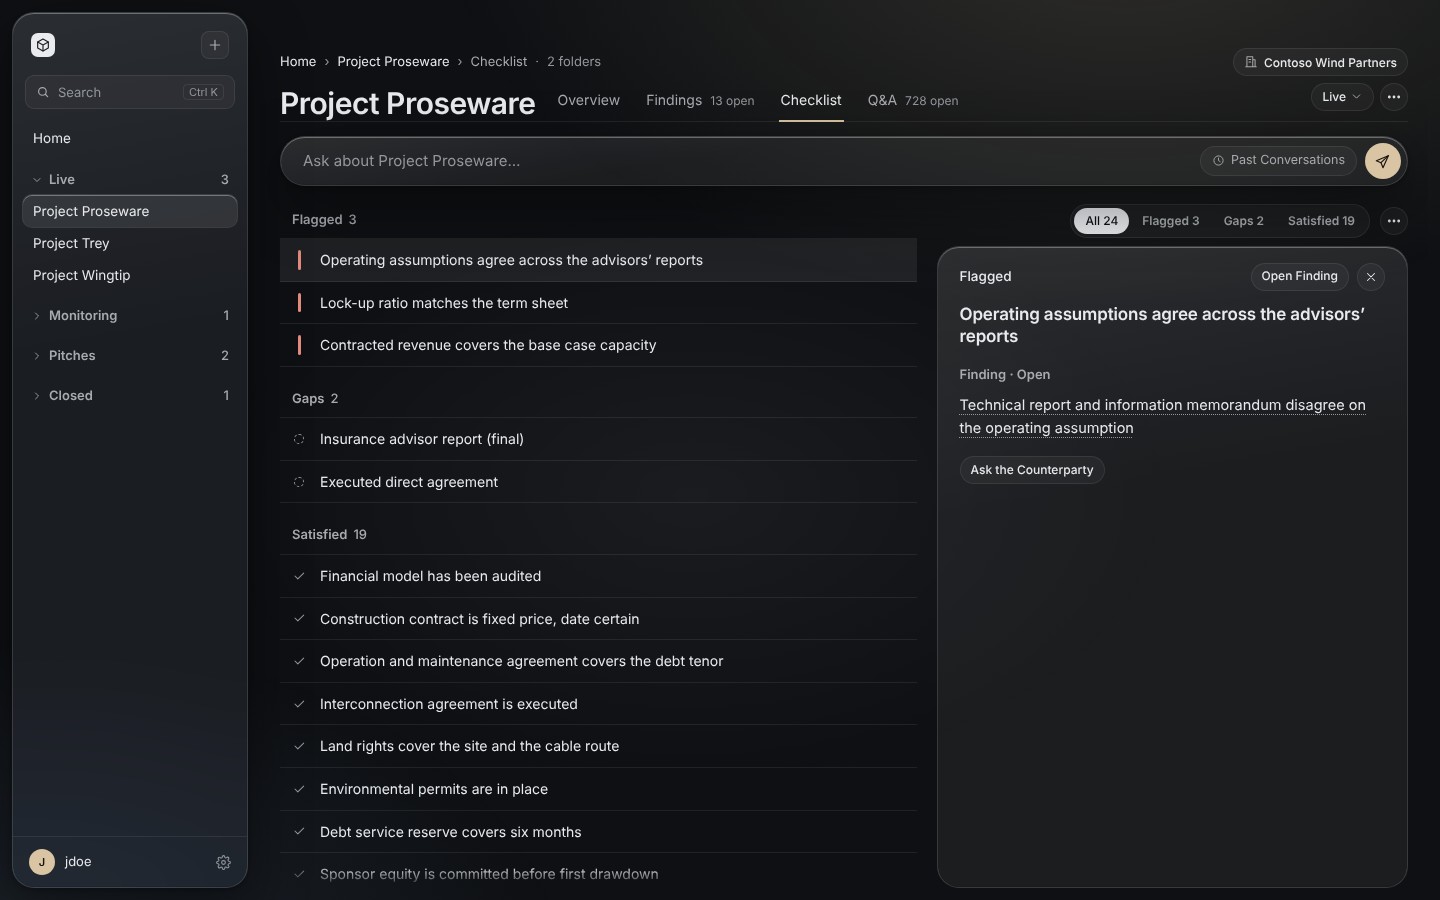 Search
Ctrl K
Home
Live 3
Project Proseware
Project Trey
Project Wingtip
Monitoring 1
Pitches 2
Closed 1
J jdoe
Home › Project Proseware › Checklist · 2 folders
Contoso Wind Partners
Project Proseware
Overview
Findings 13 open
Checklist
Q&A 728 open
Live
Ask about Project Proseware...
Past Conversations
Flagged 3
Operating assumptions agree across the advisors’ reports
Lock-up ratio matches the term sheet
Contracted revenue covers the base case capacity
Gaps 2
Insurance advisor report (final)
Executed direct agreement
Satisfied 19
Financial model has been audited
Construction contract is fixed price, date certain
Operation and maintenance agreement covers the debt tenor
Interconnection agreement is executed
Land rights cover the site and the cable route
Environmental permits are in place
Debt service reserve covers six months
Sponsor equity is committed before first drawdown
All 24
Flagged 3
Gaps 2
Satisfied 19
Flagged
Open Finding
Operating assumptions agree across the advisors’
reports
Finding · Open
Technical report and information memorandum disagree on
the operating assumption
Ask the Counterparty